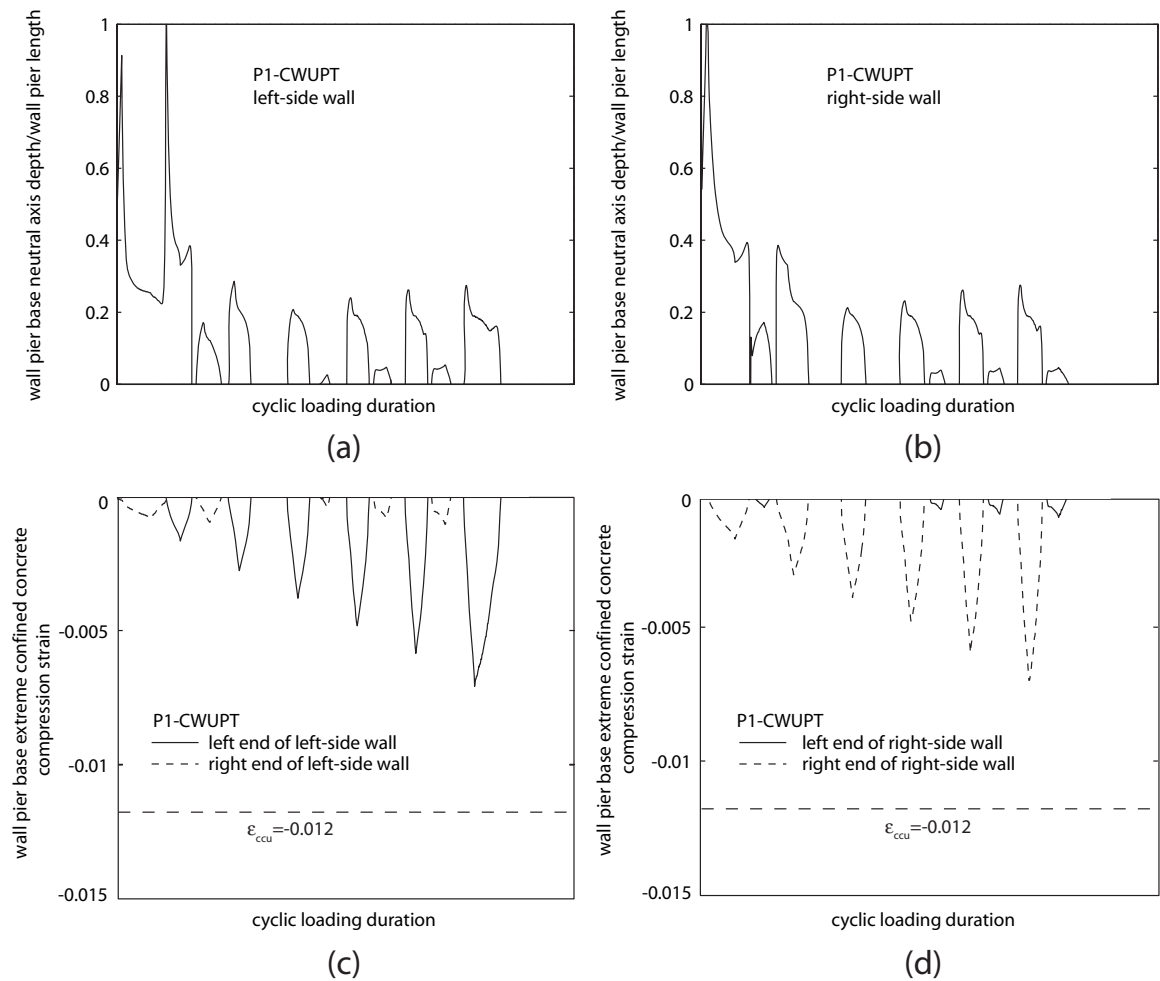 wall pier base neutral axis depth/wall pier length
1
0.8
0.6
0.4
0.2
0
P1-CWUPT
left-side wall
cyclic loading duration
(a)
wall pier base neutral axis depth/wall pier length
1
0.8
0.6
0.4
0.2
0
P1-CWUPT
right-side wall
cyclic loading duration
(b)
wall pier base extreme confined concrete
compression strain
0
-0.005
-0.01
-0.015
P1-CWUPT
left end of left-side wall
right end of left-side wall
εccu=-0.012
cyclic loading duration
(c)
wall pier base extreme confined concrete
compression strain
0
-0.005
-0.01
-0.015
P1-CWUPT
left end of right-side wall
right end of right-side wall
εccu=-0.012
cyclic loading duration
(d)